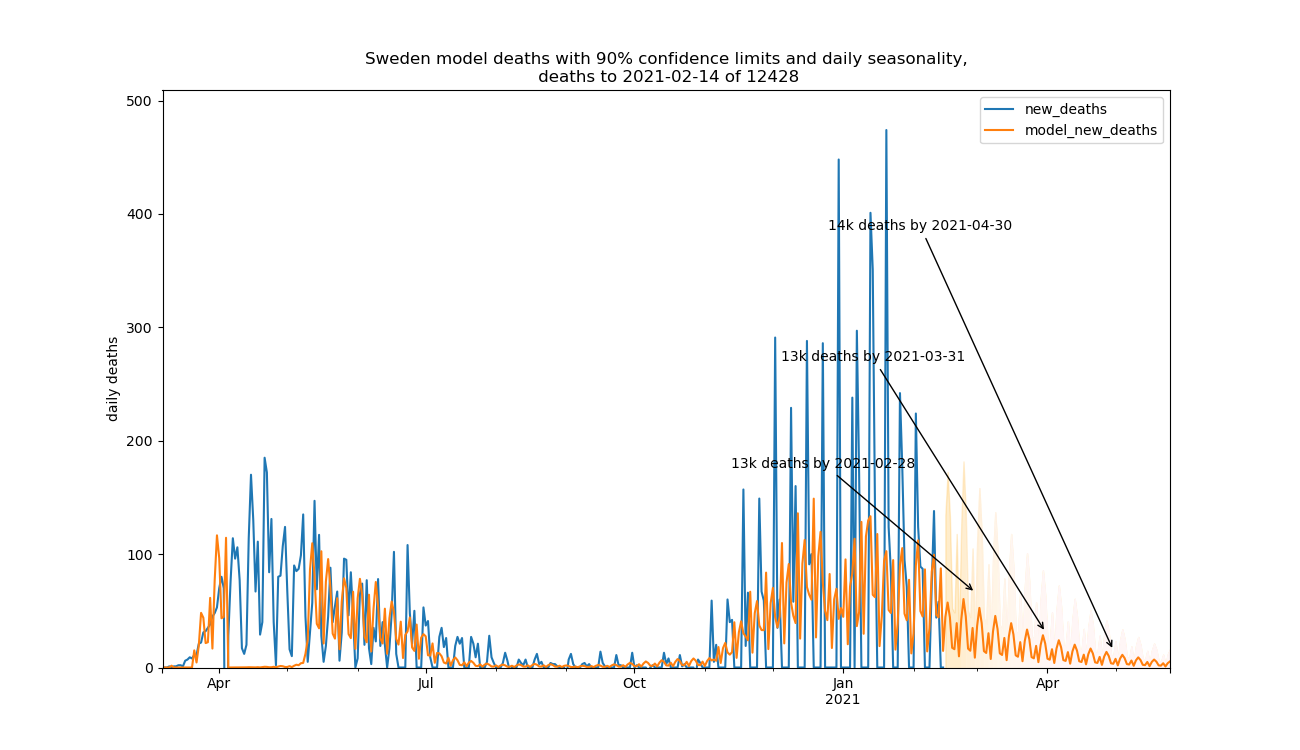 Sweden model deaths with 90% confidence limits and daily seasonality,
deaths to 2021-02-14 of 12428
500
new_deaths
model_new_deaths
400
14k deaths by 2021-04-30
300
daily deaths
13k deaths by 2021-03-31
200
13k deaths by 2021-02-28
100
0
Apr
Jul
Oct
Jan
2021
Apr